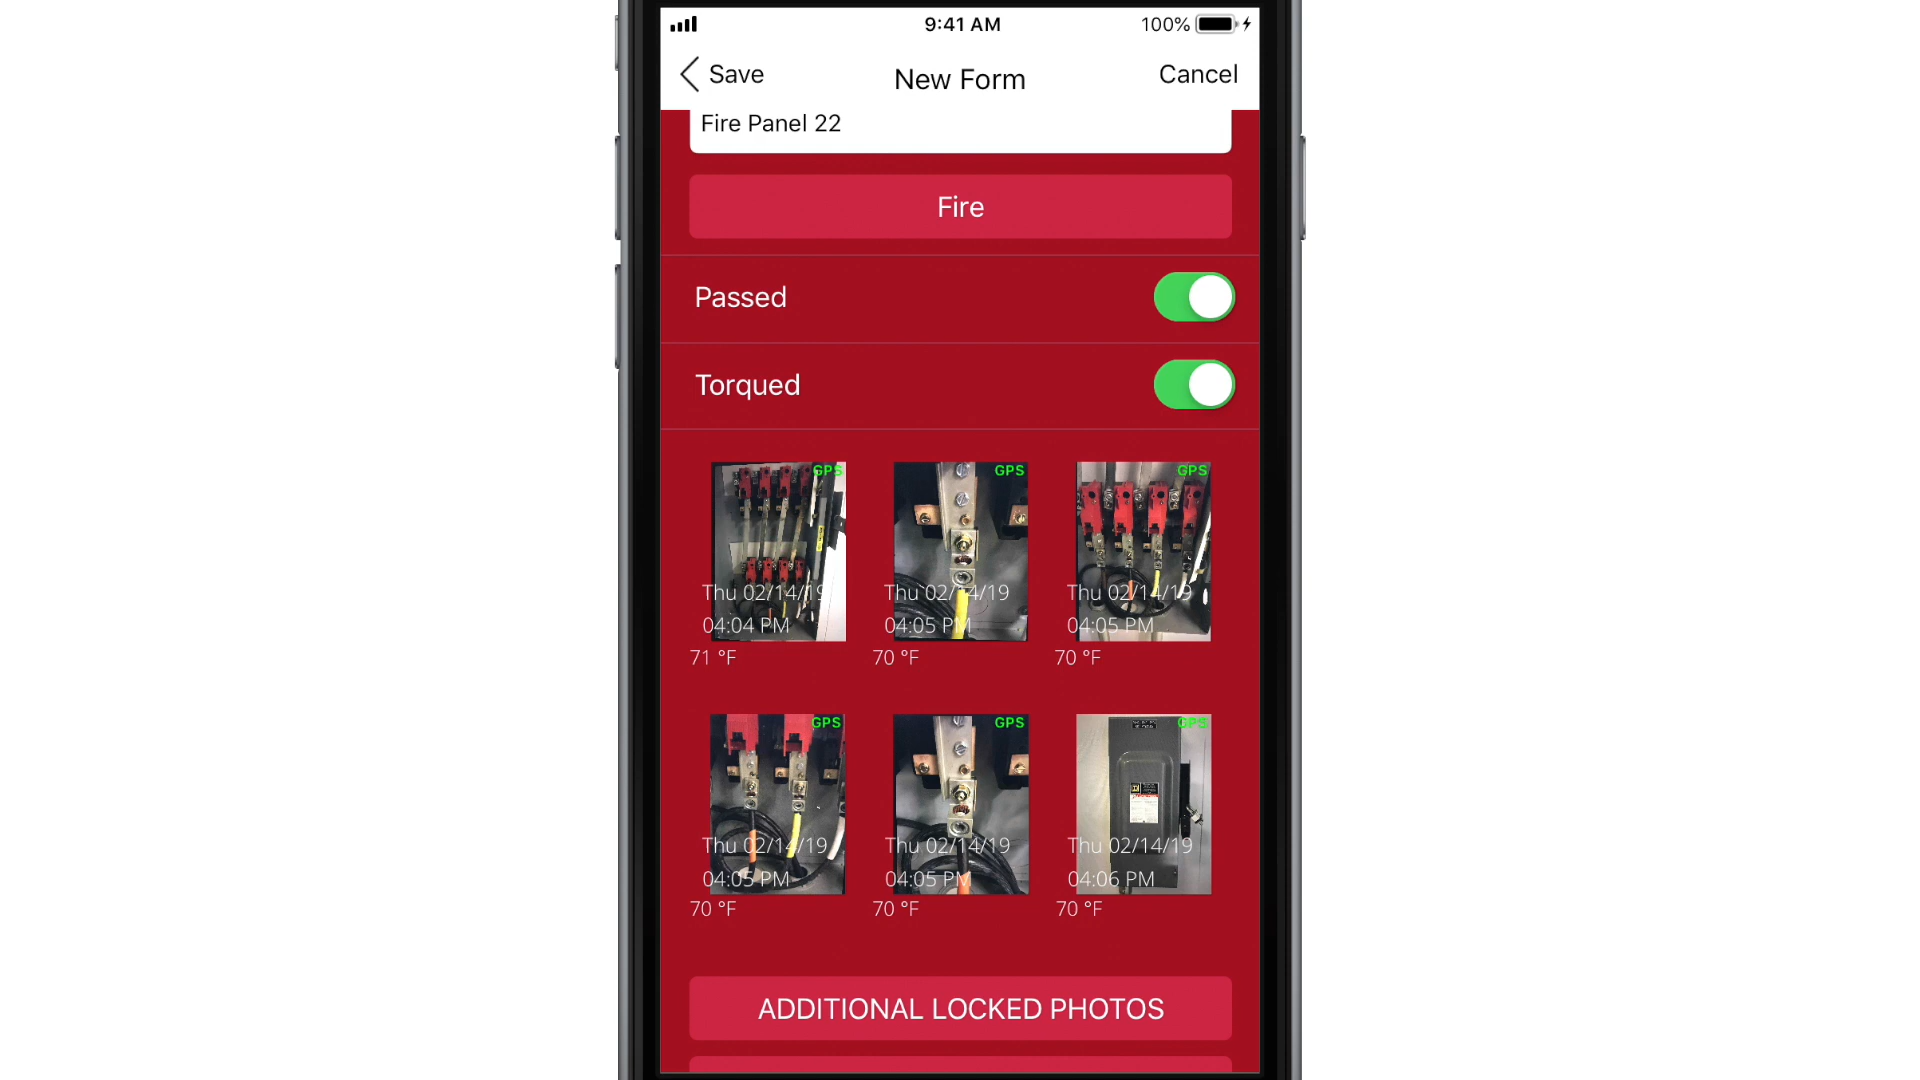 9:41 AM
100%
Save
New Form
Cancel
Fire Panel 22
Fire
Passed
Torqued
GPS
GPS
GPS
Thu 02/14/19
Thu 02/14/19
Thu 02/14/19
04:04 PM
04:05 PM
04:05 PM
71 °F
70 °F
70 °F
GPS
GPS
GPS
Thu 02/14/19
Thu 02/14/19
Thu 02/14/19
04:05 PM
04:05 PM
04:06 PM
70 °F
70 °F
70 °F
ADDITIONAL LOCKED PHOTOS